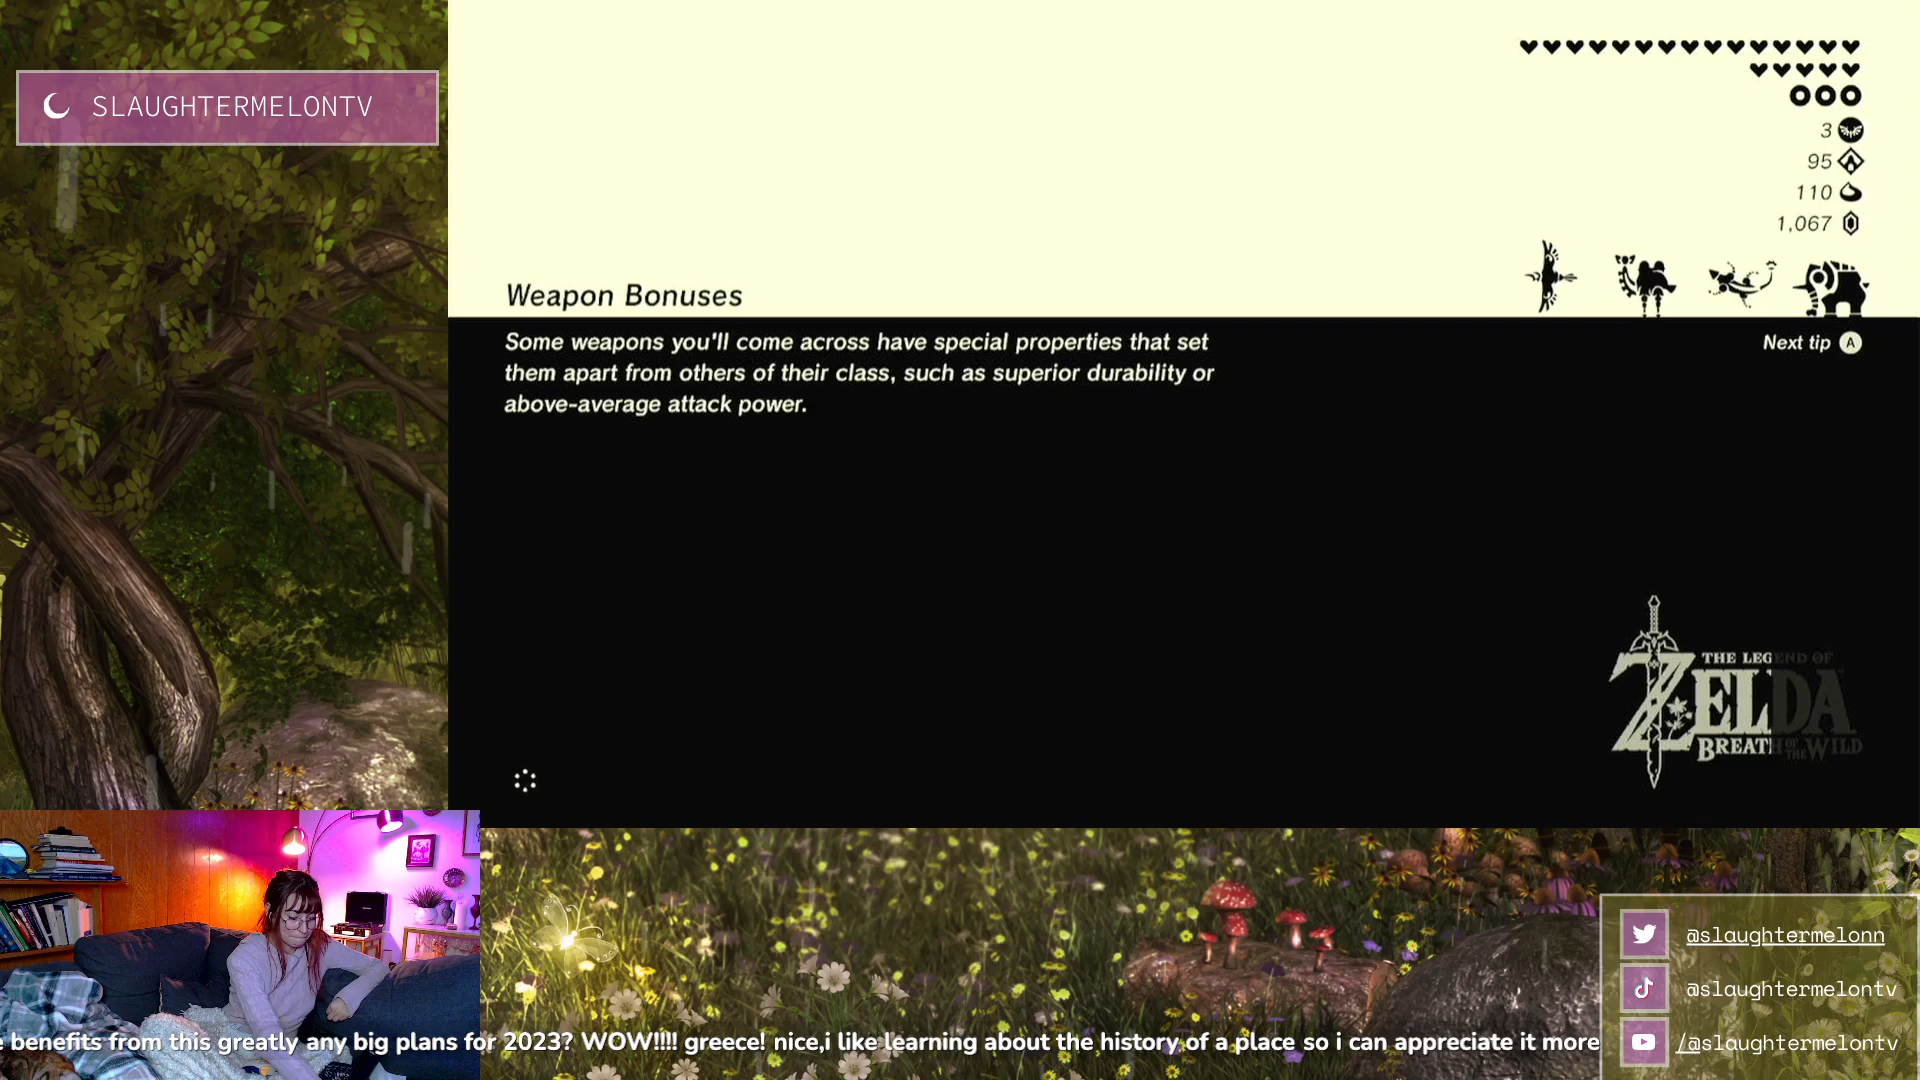 SLAUGHTERMELONTV
3
95
110
1,067
Weapon Bonuses
Some weapons you'll come across have special properties that set
them apart from others of their class, such as superior durability or
above-average attack power.
Next tip A
THE LEGEND OF
ZELDA
BREATH OF THE WILD
@slaughtermelonn
@slaughtermelontv
/@slaughtermelontv
benefits from this greatly any big plans for 2023? WOW!!!! greece! nice,i like learning about the history of a place so i can appreciate it more